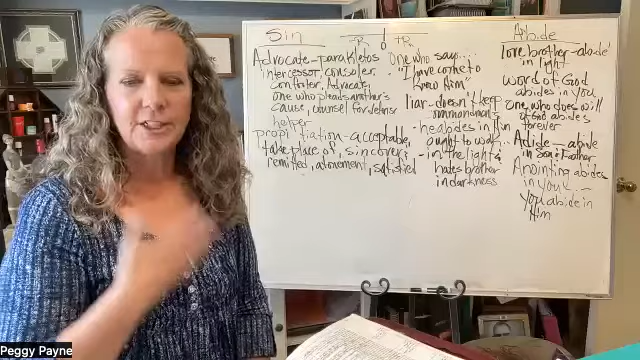 Sin
-R
0
+R
Abide
Advocate-parakletos
intercessor, consoler,
comforter, Advocate,
one who pleads another's
cause, counsel for defense
helper
propitiation-acceptable,
take place of, sin cover,
remitted, atonement, satisfied
One who say....
"I have come to
know Him"
liar-doesn't keep
commandments
- he abides in Him
ought to walk
- in the light &
hates brother
in darkness
love brother-abide
in light
word of God
abides in you
one who does will
of God abides
forever
Abide-abide
in Son & Father
Anointing abides
in you...
You abide in
Him
Peggy Payne